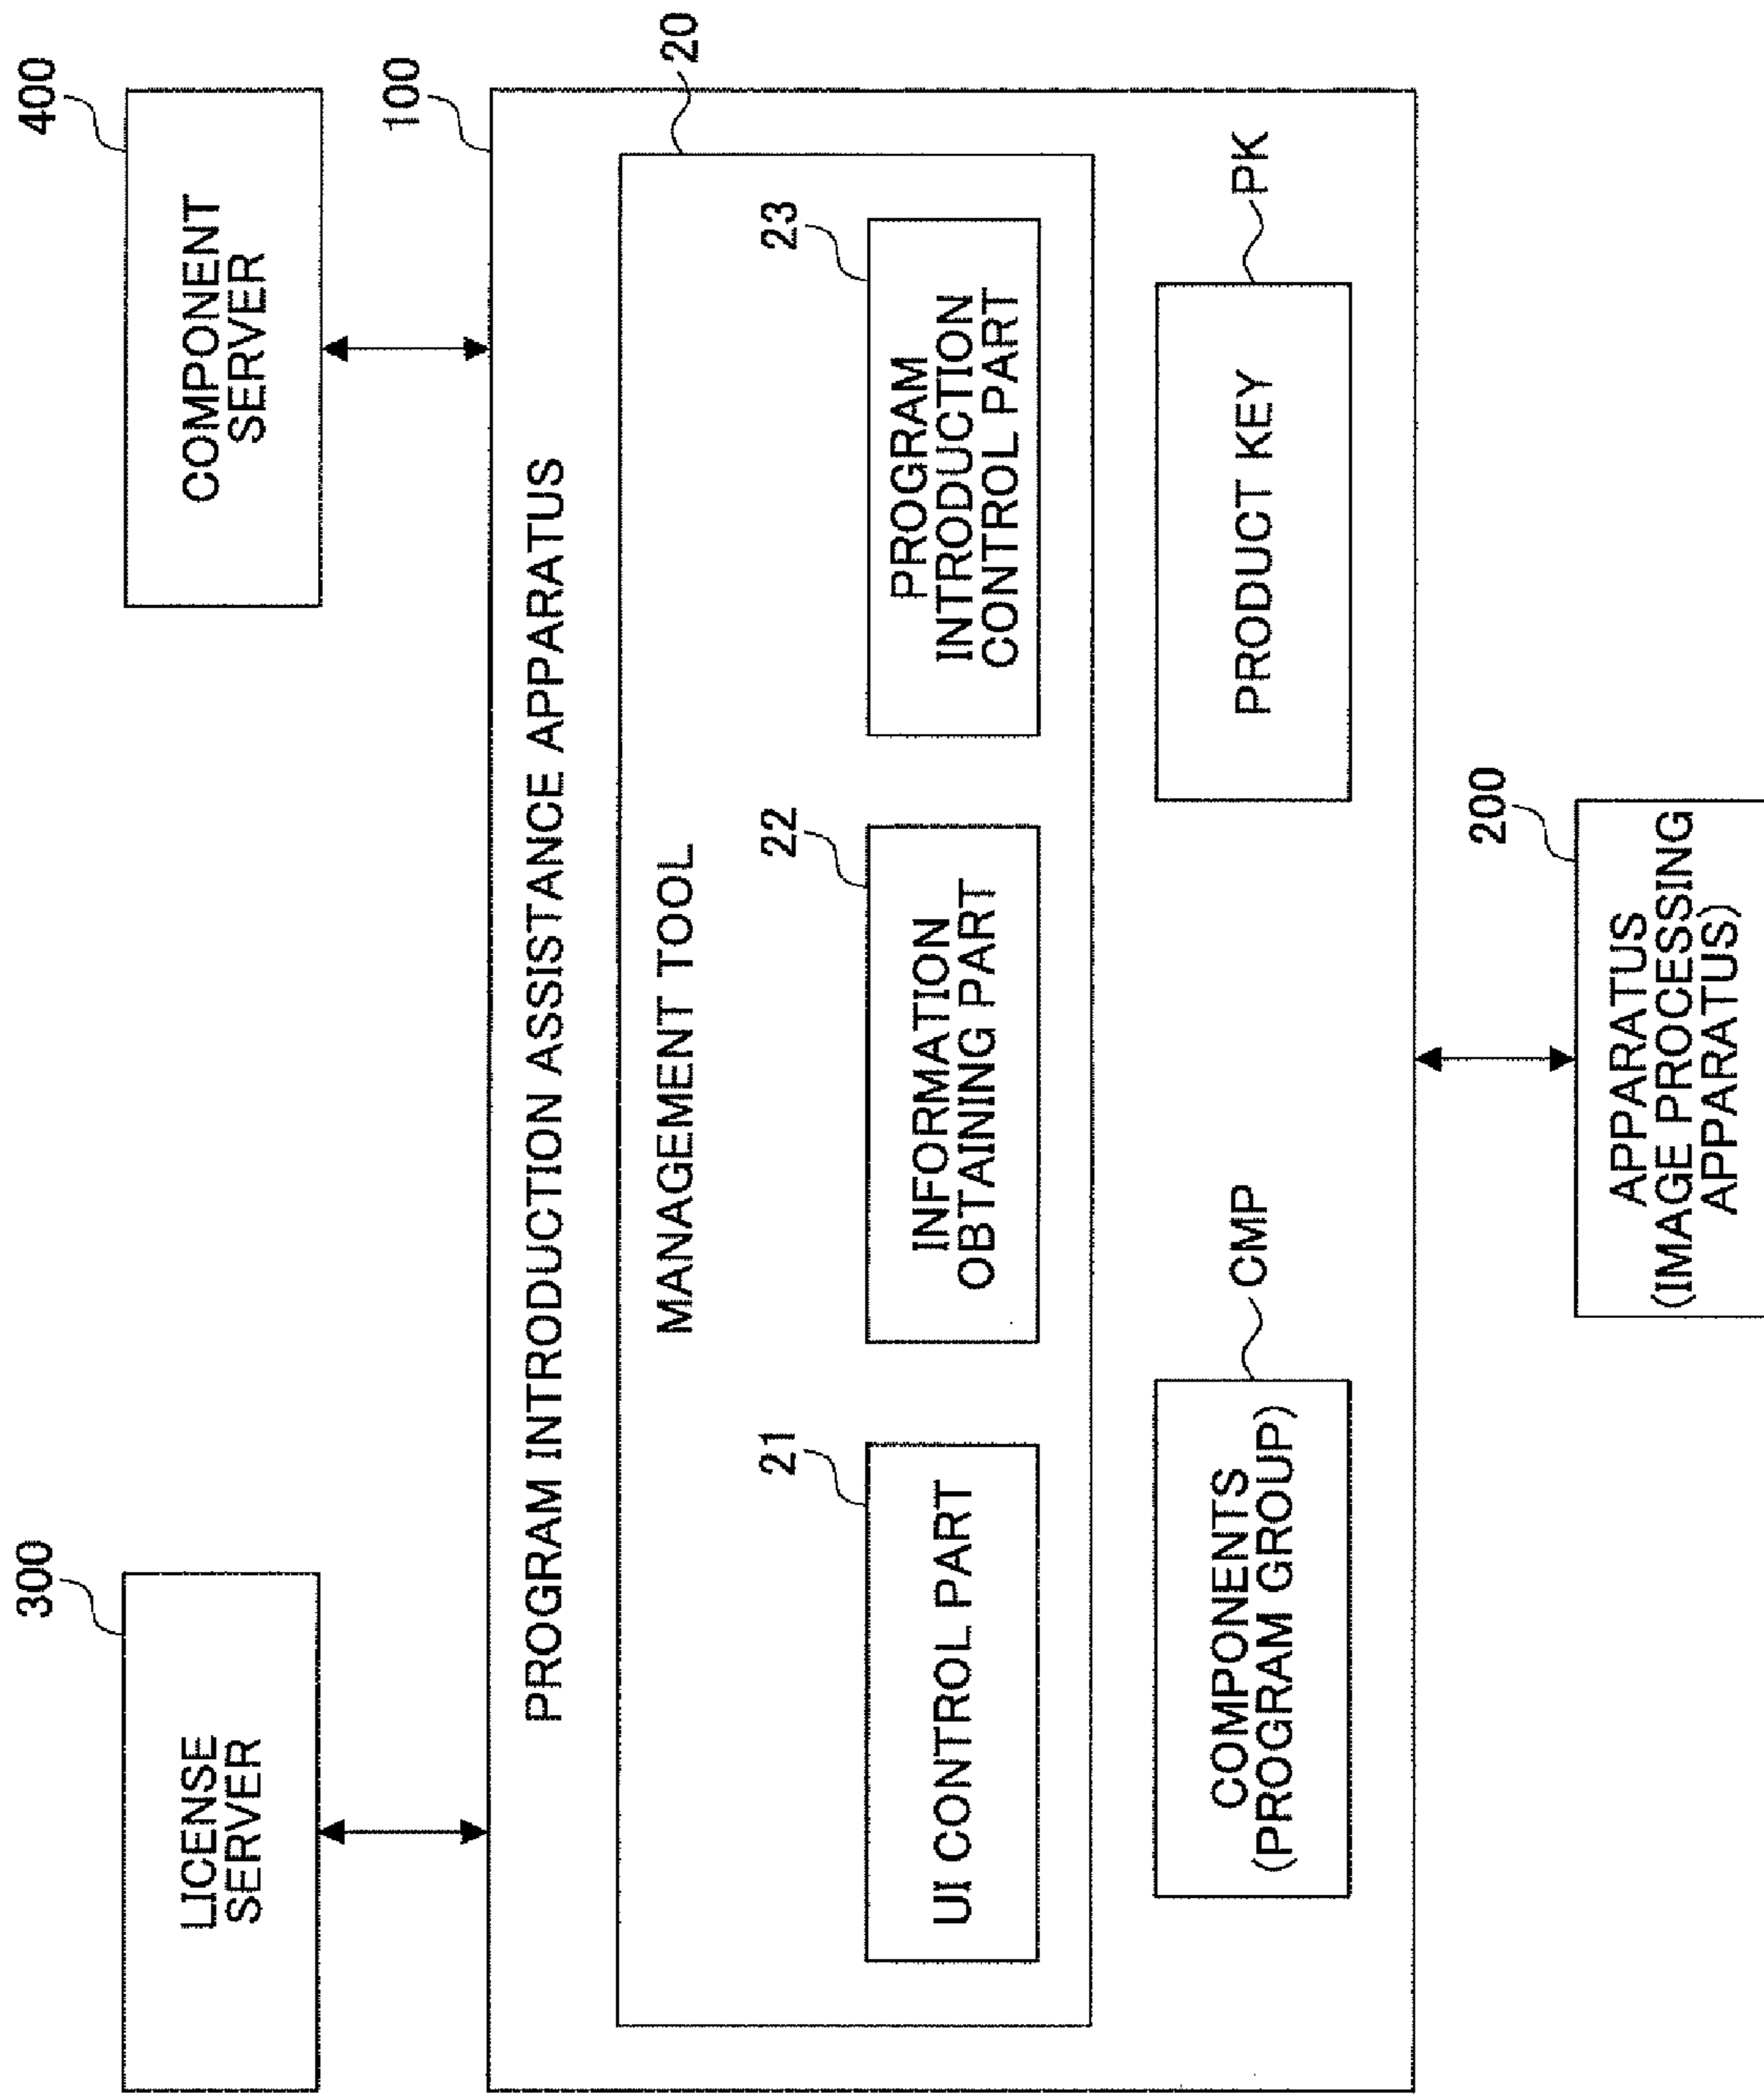 300
LICENSE
SERVER
400
COMPONENT
SERVER
100
PROGRAM INTRODUCTION ASSISTANCE APPARATUS
20
MANAGEMENT TOOL
21
UI CONTROL PART
22
INFORMATION
OBTAINING PART
23
PROGRAM
INTRODUCTION
CONTROL PART
CMP
COMPONENTS
(PROGRAM GROUP)
PK
PRODUCT KEY
200
APPARATUS
(IMAGE PROCESSING
APPARATUS)